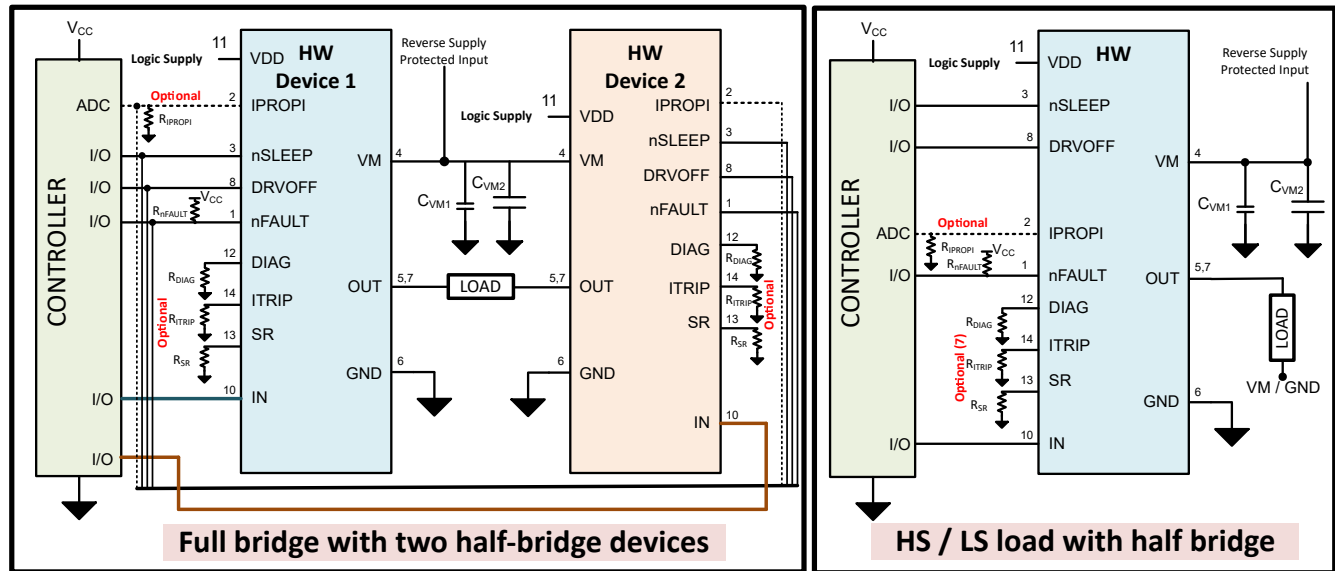 VCC
CONTROLLER
ADC
I/O
I/O
I/O
I/O
I/O
Optional
RIPROPI
VCC
RnFAULT
RDIAG
RITRIP
RSR
Optional
HW
Device 1
Logic Supply
11
VDD
2
IPROPI
3
nSLEEP
8
DRVOFF
1
nFAULT
12
DIAG
14
ITRIP
13
SR
10
IN
VM
4
OUT
5,7
GND
6
Reverse Supply
Protected Input
CVM1
CVM2
LOAD
HW
Device 2
Logic Supply
11
VDD
4
VM
5,7
OUT
6
GND
IPROPI
2
nSLEEP
3
DRVOFF
8
nFAULT
1
DIAG
12
RDIAG
ITRIP
14
RITRIP
SR
13
RSR
Optional
IN
10
Full bridge with two half-bridge devices
VCC
CONTROLLER
I/O
I/O
ADC
I/O
I/O
HW
Logic Supply
11
VDD
3
nSLEEP
8
DRVOFF
Optional
2
IPROPI
RIPROPI
VCC
RnFAULT
1
nFAULT
12
DIAG
RDIAG
14
ITRIP
RITRIP
13
SR
RSR
Optional (7)
10
IN
Reverse Supply
Protected Input
VM
4
CVM1
CVM2
OUT
5,7
LOAD
VM / GND
GND
6
HS / LS load with half bridge